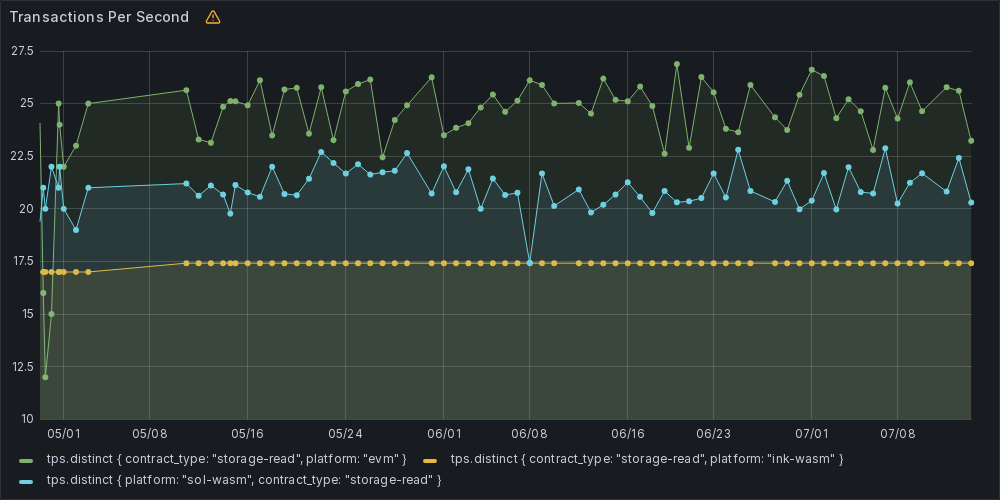 Transactions Per Second
27.5
25
22.5
20
17.5
15
12.5
10
05/01 05/08 05/16 05/24 06/01 06/08 06/16 06/23 07/01 07/08
tps.distinct { contract_type: "storage-read", platform: "evm" } tps.distinct { contract_type: "storage-read", platform: "ink-wasm" }
tps.distinct { platform: "sol-wasm", contract_type: "storage-read" }